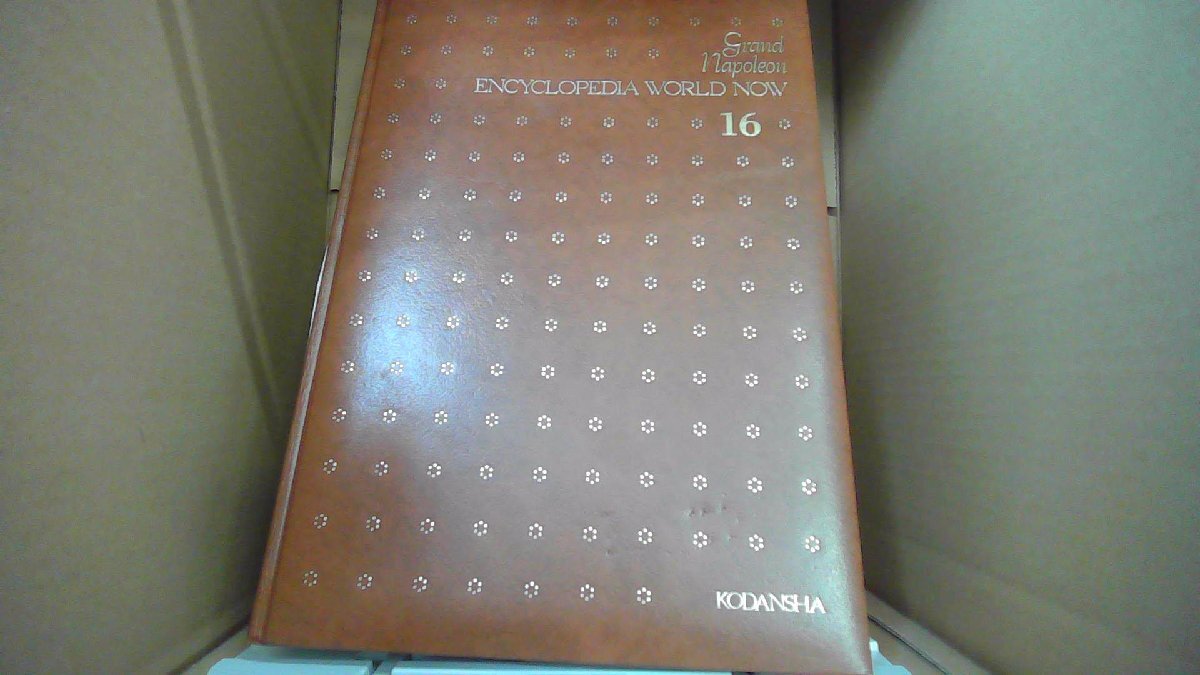 Grand
Napoleon
ENCYCLOPEDIA WORLD NOW
16
KODANSHA